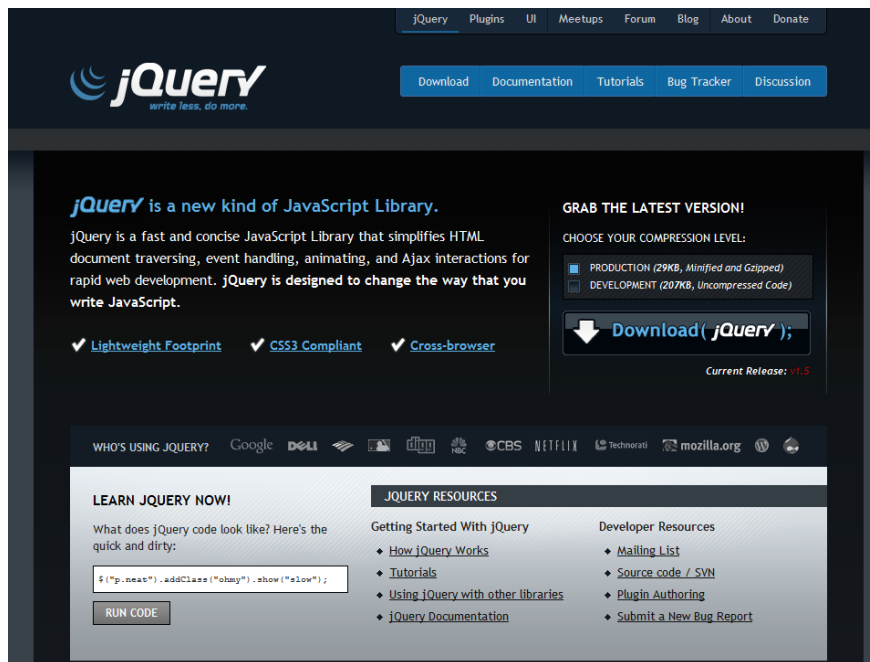 jQuery Plugins UI Meetups Forum Blog About Donate
jQuery
write less, do more.
Download Documentation Tutorials Bug Tracker Discussion
jQuery is a new kind of JavaScript Library.
jQuery is a fast and concise JavaScript Library that simplifies HTML
document traversing, event handling, animating, and Ajax interactions for
rapid web development. jQuery is designed to change the way that you
write JavaScript.
Lightweight Footprint CSS3 Compliant Cross-browser
GRAB THE LATEST VERSION!
CHOOSE YOUR COMPRESSION LEVEL:
PRODUCTION (29KB, Minified and Gzipped)
DEVELOPMENT (207KB, Uncompressed Code)
Download( jQuery );
Current Release: v1.5
WHO'S USING JQUERY? Google DELL digg NBC CBS NETFLIX Technorati mozilla.org
LEARN JQUERY NOW!
What does jQuery code look like? Here's the
quick and dirty:
$("p.neat").addClass("ohmy").show("slow");
RUN CODE
JQUERY RESOURCES
Getting Started With jQuery
How jQuery Works
Tutorials
Using jQuery with other libraries
jQuery Documentation
Developer Resources
Mailing List
Source code / SVN
Plugin Authoring
Submit a New Bug Report